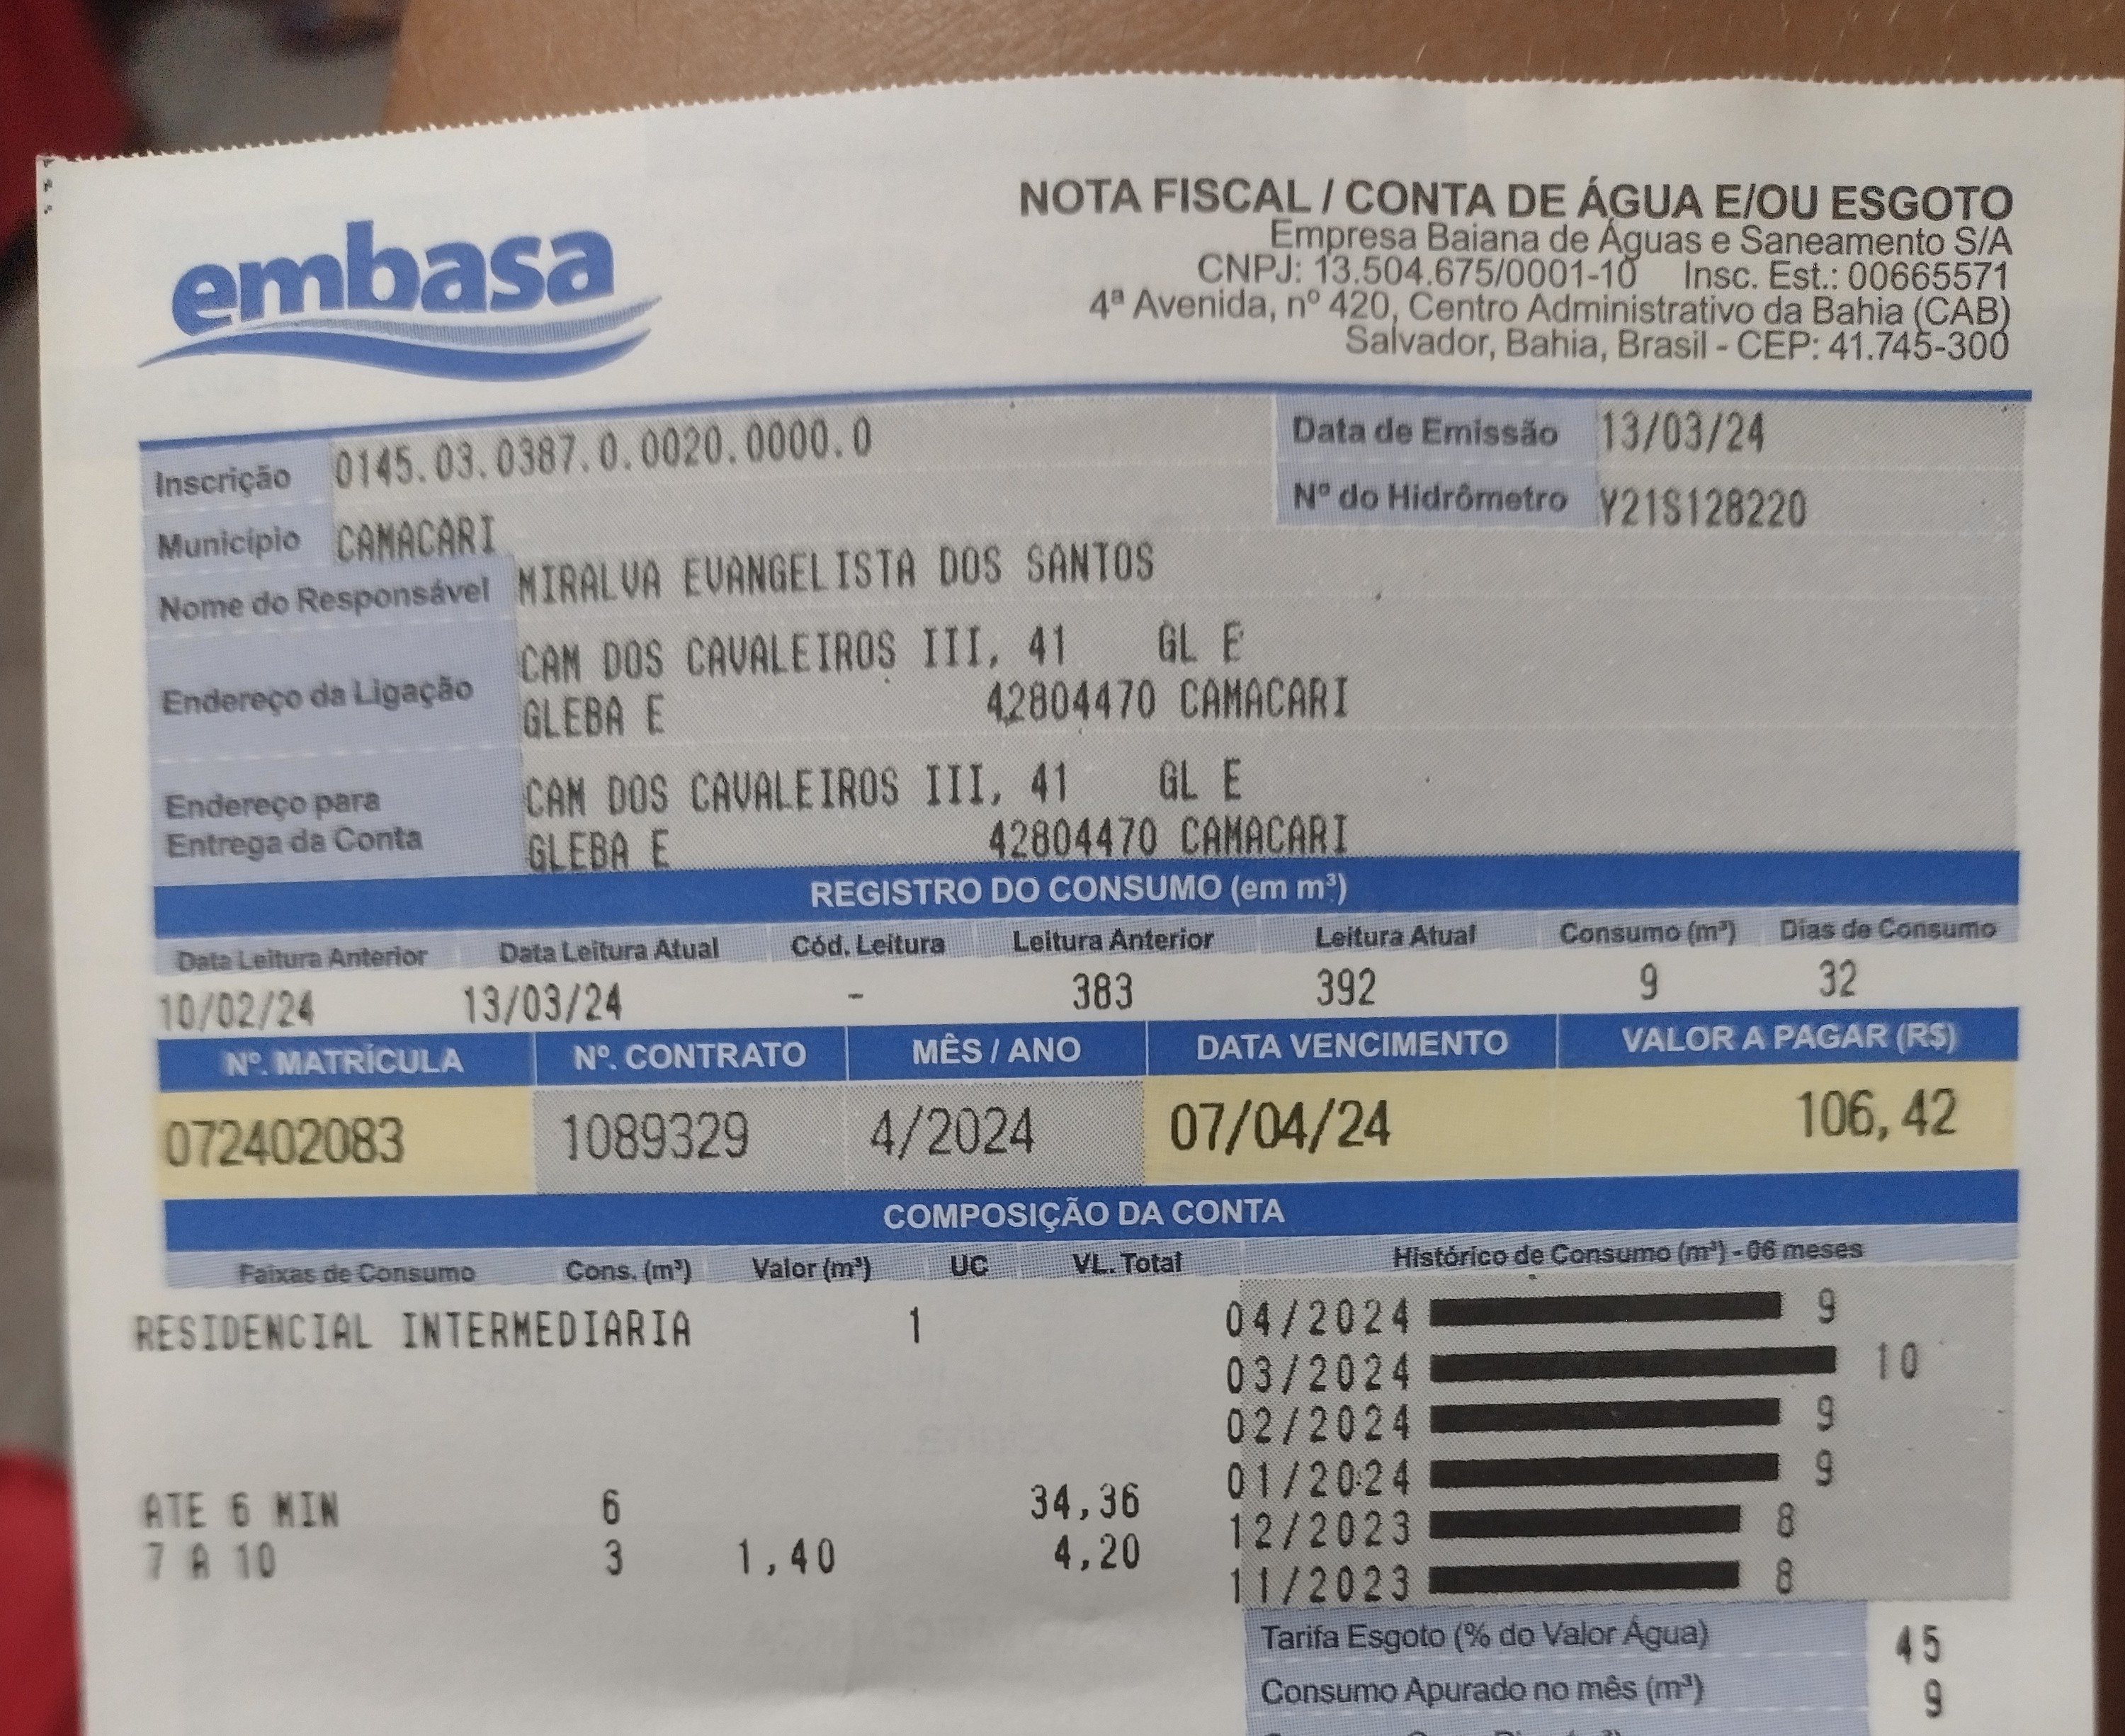 embasa
NOTA FISCAL / CONTA DE ÁGUA E/OU ESGOTO
Empresa Baiana de Águas e Saneamento S/A
CNPJ: 13.504.675/0001-10 Insc. Est.: 00665571
4ª Avenida, nº 420, Centro Administrativo da Bahia (CAB)
Salvador, Bahia, Brasil - CEP: 41.745-300
Inscrição 0145.03.0387.0.0020.0000.0
Data de Emissão 13/03/24
Município CAMACARI
Nº do Hidrômetro Y21S128220
Nome do Responsável MIRALVA EVANGELISTA DOS SANTOS
Endereço da Ligação
CAM DOS CAVALEIROS III, 41 GL E
GLEBA E 42804470 CAMACARI
Endereço para
Entrega da Conta
CAM DOS CAVALEIROS III, 41 GL E
GLEBA E 42804470 CAMACARI
REGISTRO DO CONSUMO (em m³)
Data Leitura Anterior Data Leitura Atual Cód. Leitura Leitura Anterior Leitura Atual Consumo (m³) Dias de Consumo
10/02/24 13/03/24 - 383 392 9 32
Nº. MATRÍCULA Nº. CONTRATO MÊS / ANO DATA VENCIMENTO VALOR A PAGAR (R$)
072402083 1089329 4/2024 07/04/24 106,42
COMPOSIÇÃO DA CONTA
Faixas de Consumo Cons. (m³) Valor (m³) UC VL. Total
RESIDENCIAL INTERMEDIARIA 1
ATE 6 MIN 6 34,36
7 A 10 3 1,40 4,20
Histórico de Consumo (m³) - 06 meses
04/2024 9
03/2024 10
02/2024 9
01/2024 9
12/2023 8
11/2023 8
Tarifa Esgoto (% do Valor Água) 45
Consumo Apurado no mês (m³) 9